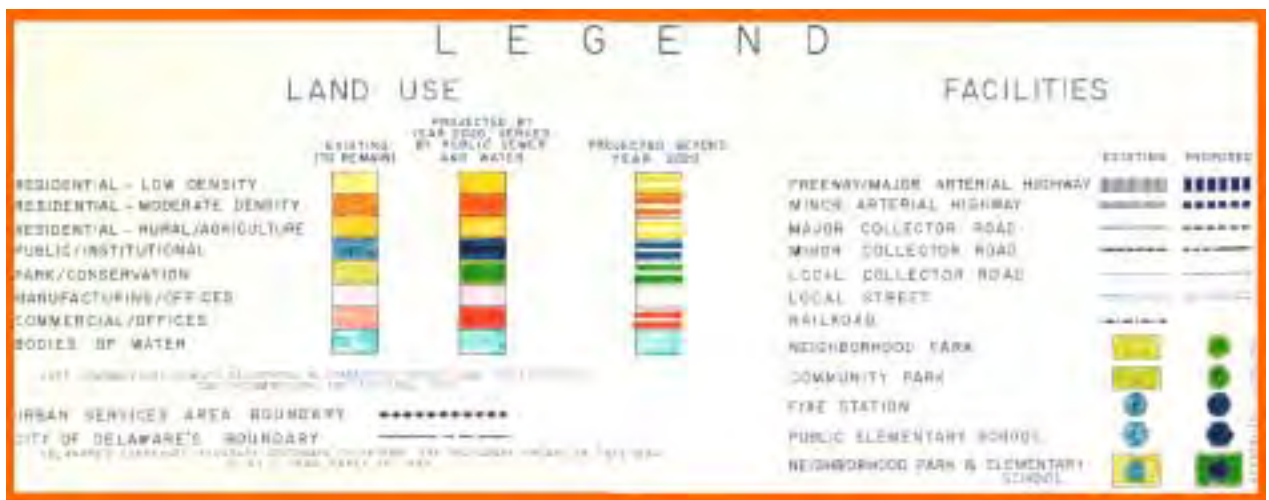 LEGEND
LAND USE
EXISTING
(TO REMAIN)
PROJECTED BY
YEAR 2020, SERVED
BY PUBLIC SEWER
AND WATER
PROJECTED BEYOND
YEAR 2020
RESIDENTIAL - LOW DENSITY
RESIDENTIAL - MODERATE DENSITY
RESIDENTIAL - RURAL/AGRICULTURE
PUBLIC/INSTITUTIONAL
PARK/CONSERVATION
MANUFACTURING/OFFICES
COMMERCIAL/OFFICES
BODIES OF WATER
URBAN SERVICES AREA BOUNDARY
CITY OF DELAWARE'S BOUNDARY
FACILITIES
EXISTING PROPOSED
FREEWAY/MAJOR ARTERIAL HIGHWAY
MINOR ARTERIAL HIGHWAY
MAJOR COLLECTOR ROAD
MINOR COLLECTOR ROAD
LOCAL COLLECTOR ROAD
LOCAL STREET
RAILROAD
NEIGHBORHOOD PARK
COMMUNITY PARK
FIRE STATION
PUBLIC ELEMENTARY SCHOOL
NEIGHBORHOOD PARK & ELEMENTARY
SCHOOL